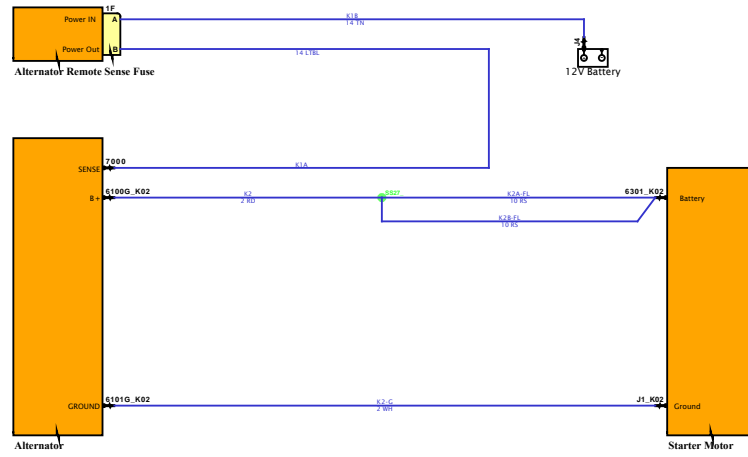 1F
Power IN
A
K1B
14 TN
J4
Power Out
B
14 LTBL
Alternator Remote Sense Fuse
12V Battery
7000
SENSE
K1A
6100G_K02
B+
K2
2 RD
K2A-FL
10 RS
6301_K02
Battery
K2B-FL
10 RS
6101G_K02
GROUND
K2-G
2 WH
J1_K02
Ground
Alternator
Starter Motor